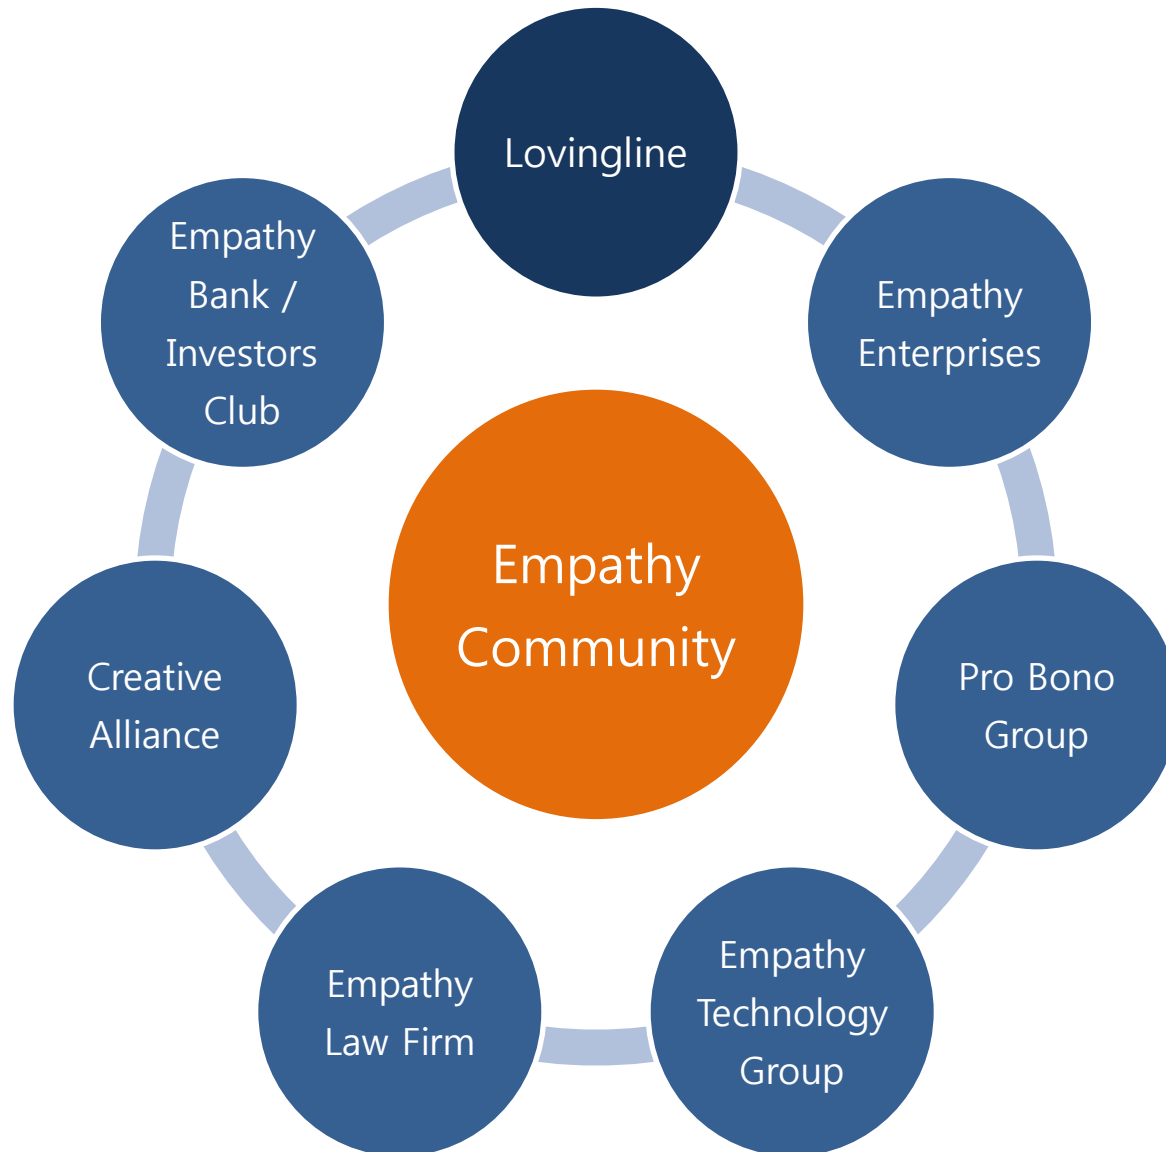 Lovingline
Empathy
Bank /
Investors
Club
Empathy
Enterprises
Empathy
Community
Creative
Alliance
Pro Bono
Group
Empathy
Law Firm
Empathy
Technology
Group